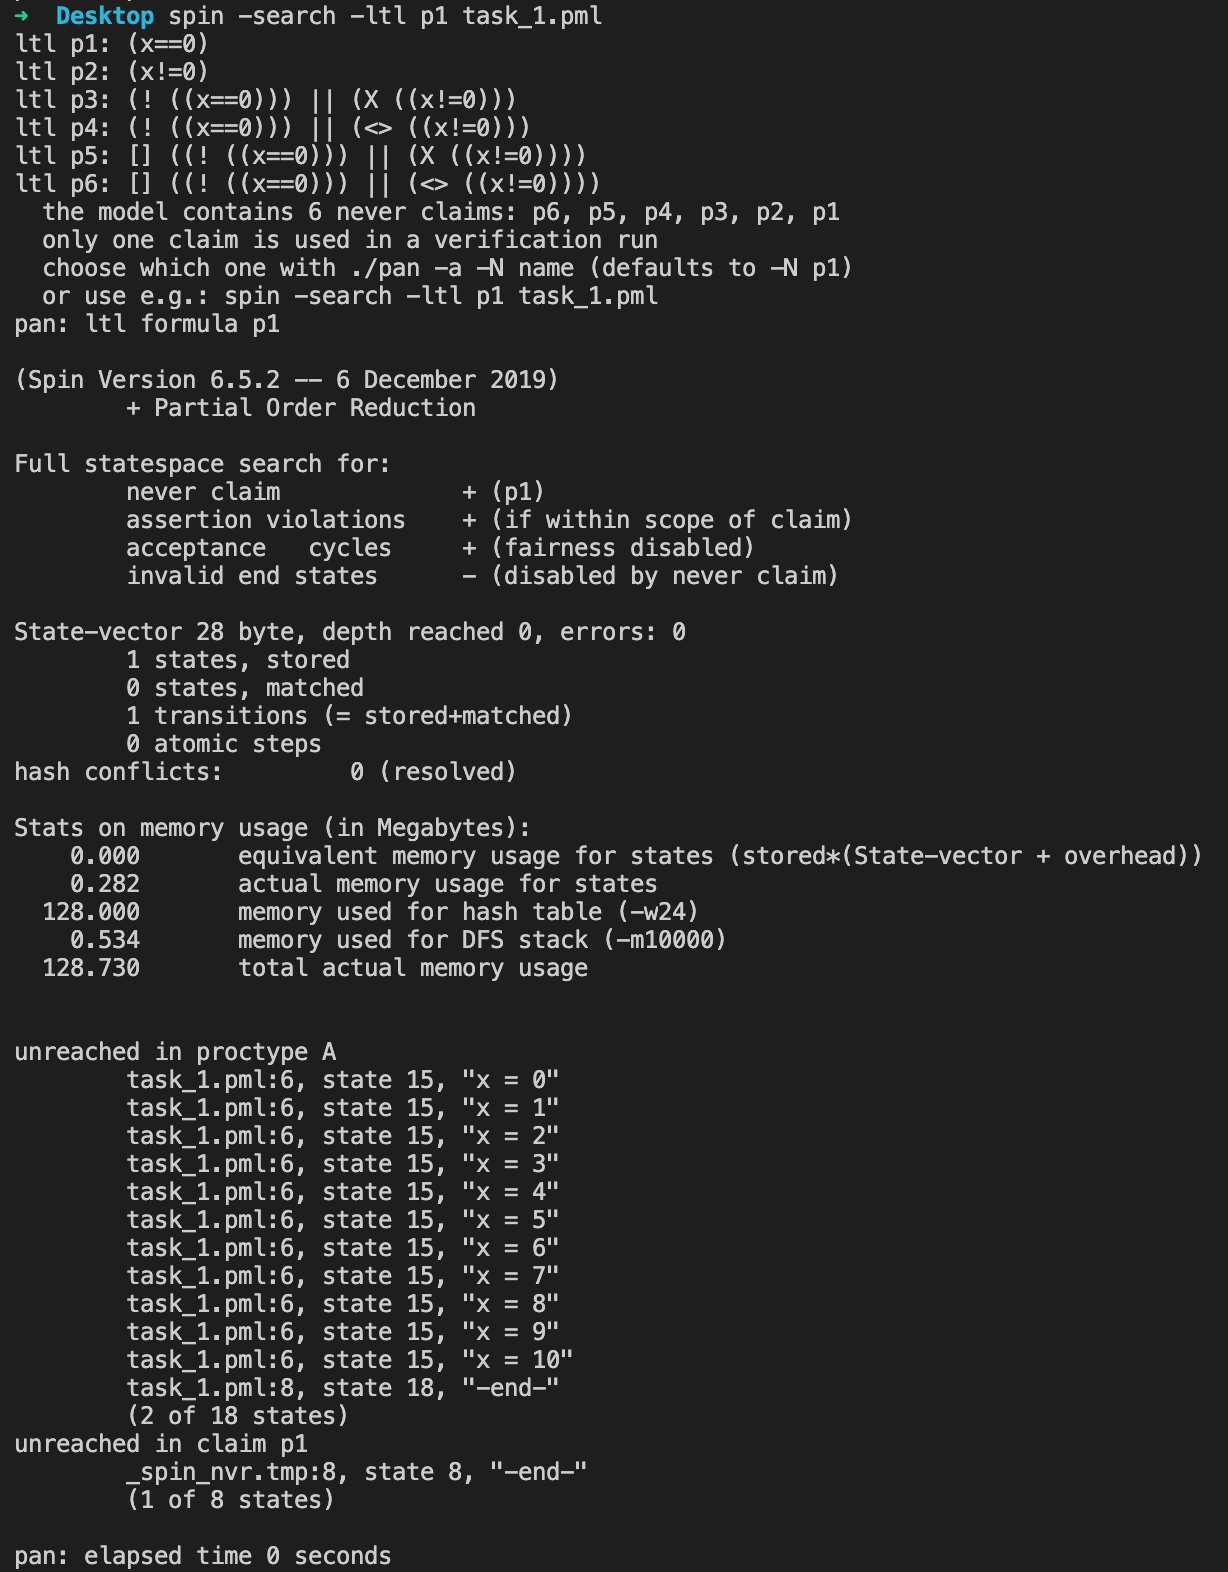 ➜ Desktop spin -search -ltl p1 task_1.pml
ltl p1: (x==0)
ltl p2: (x!=0)
ltl p3: (! ((x==0))) || (X ((x!=0)))
ltl p4: (! ((x==0))) || (<> ((x!=0)))
ltl p5: [] ((! ((x==0))) || (X ((x!=0))))
ltl p6: [] ((! ((x==0))) || (<> ((x!=0))))
  the model contains 6 never claims: p6, p5, p4, p3, p2, p1
  only one claim is used in a verification run
  choose which one with ./pan -a -N name (defaults to -N p1)
  or use e.g.: spin -search -ltl p1 task_1.pml
pan: ltl formula p1

(Spin Version 6.5.2 -- 6 December 2019)
        + Partial Order Reduction

Full statespace search for:
        never claim             + (p1)
        assertion violations    + (if within scope of claim)
        acceptance   cycles     + (fairness disabled)
        invalid end states      - (disabled by never claim)

State-vector 28 byte, depth reached 0, errors: 0
        1 states, stored
        0 states, matched
        1 transitions (= stored+matched)
        0 atomic steps
hash conflicts:         0 (resolved)

Stats on memory usage (in Megabytes):
    0.000       equivalent memory usage for states (stored*(State-vector + overhead))
    0.282       actual memory usage for states
  128.000       memory used for hash table (-w24)
    0.534       memory used for DFS stack (-m10000)
  128.730       total actual memory usage

unreached in proctype A
        task_1.pml:6, state 15, "x = 0"
        task_1.pml:6, state 15, "x = 1"
        task_1.pml:6, state 15, "x = 2"
        task_1.pml:6, state 15, "x = 3"
        task_1.pml:6, state 15, "x = 4"
        task_1.pml:6, state 15, "x = 5"
        task_1.pml:6, state 15, "x = 6"
        task_1.pml:6, state 15, "x = 7"
        task_1.pml:6, state 15, "x = 8"
        task_1.pml:6, state 15, "x = 9"
        task_1.pml:6, state 15, "x = 10"
        task_1.pml:8, state 18, "-end-"
        (2 of 18 states)
unreached in claim p1
        _spin_nvr.tmp:8, state 8, "-end-"
        (1 of 8 states)

pan: elapsed time 0 seconds